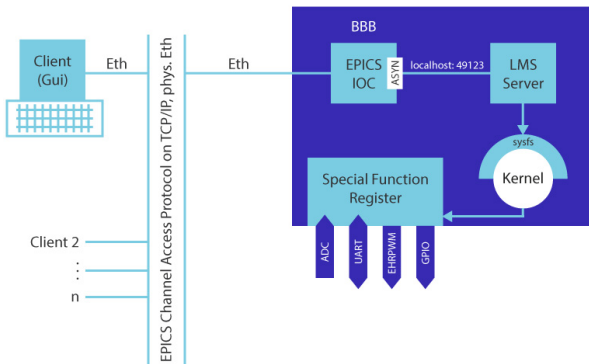 BBB
Client
(Gui)
Eth
EPICS Channel Access Protocol on TCP/IP, phys. Eth
Eth
EPICS
IOC
ASYN
localhost: 49123
LMS
Server
sysfs
Kernel
Special Function
Register
ADC
UART
EHRPWM
GPIO
Client 2
:
n